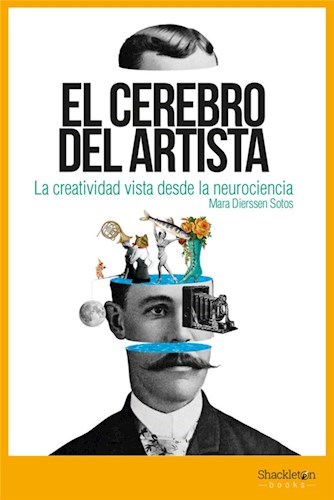 EL CEREBRO
DEL ARTISTA
La creatividad vista desde la neurociencia
Mara Dierssen Sotos
Shackleton
books